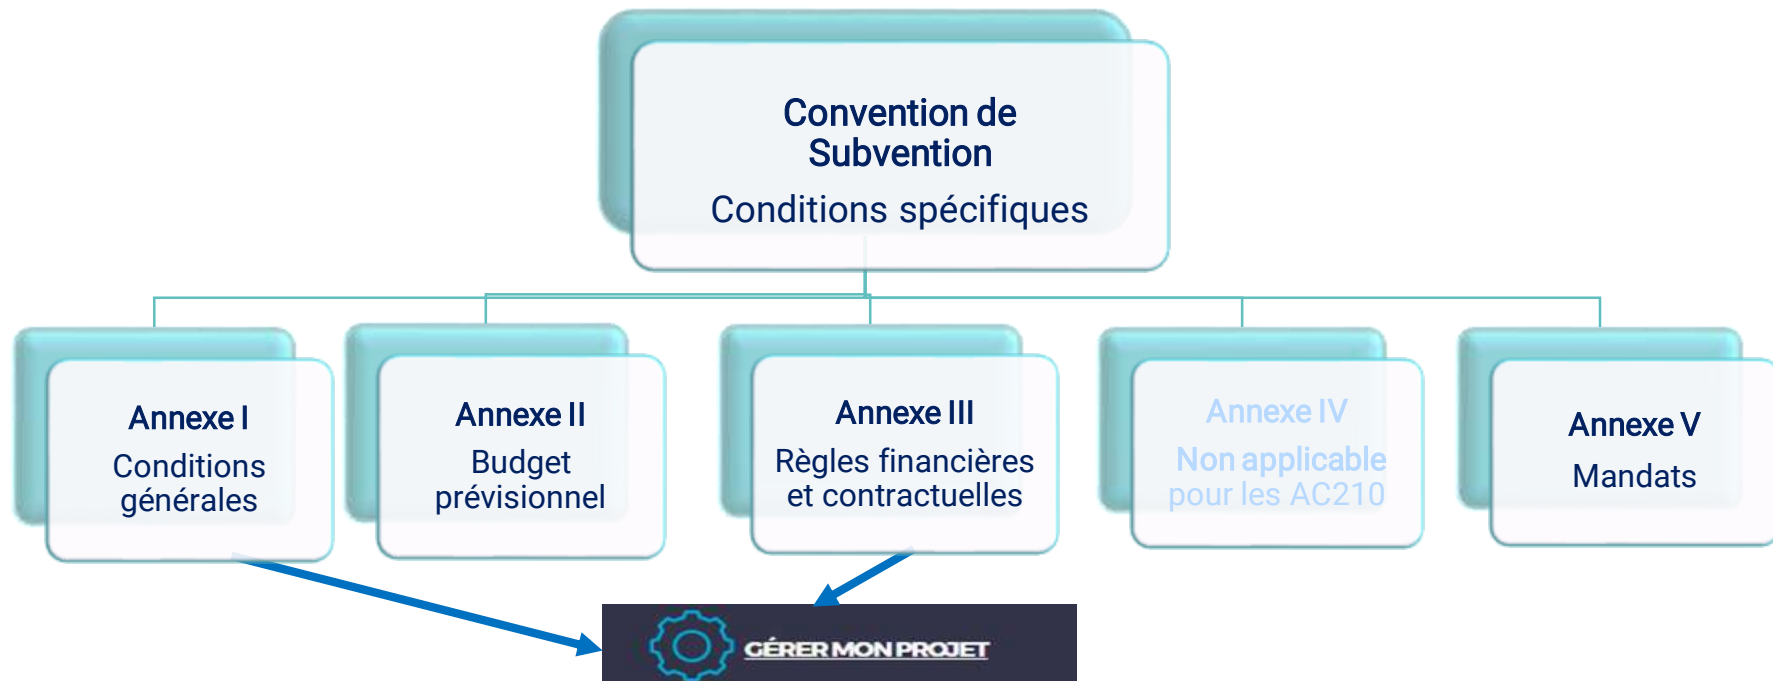 Convention de
Subvention
Conditions spécifiques
Annexe I
Conditions
générales
Annexe II
Budget
prévisionnel
Annexe III
Règles financières
et contractuelles
Annexe IV
Non applicable
pour les AC210
Annexe V
Mandats
GÉRER MON PROJET